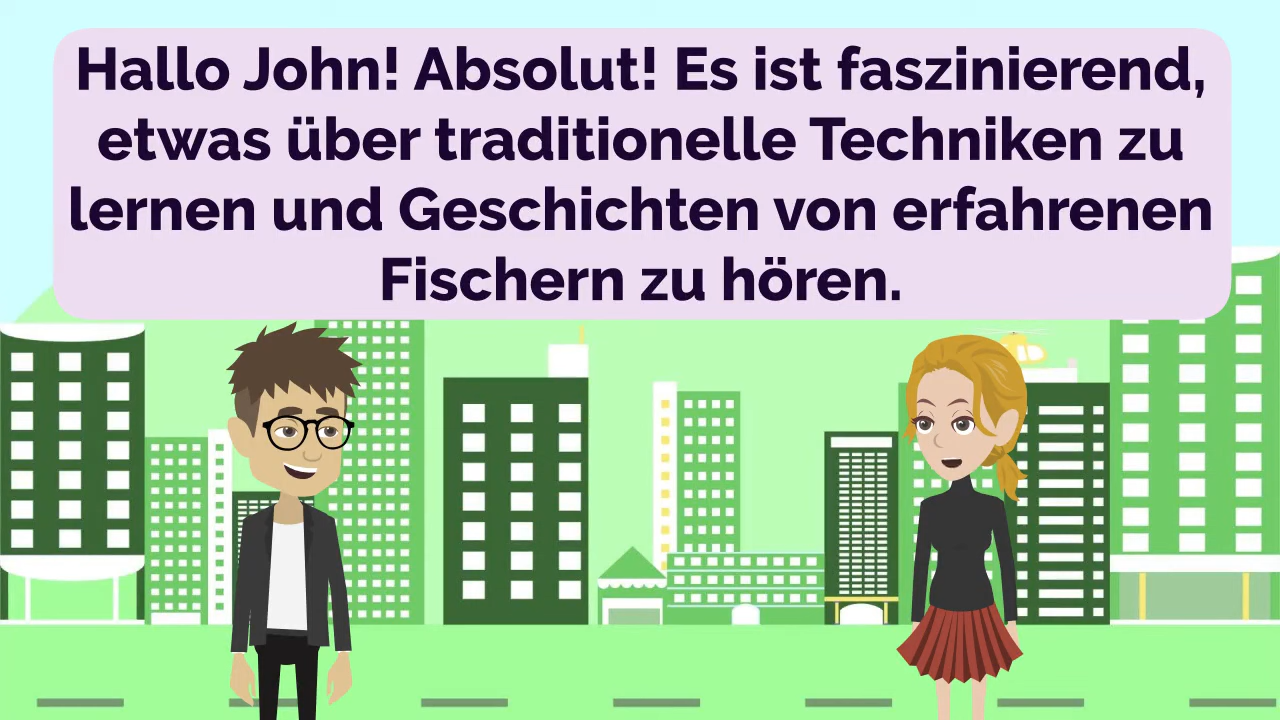 Hallo John! Absolut! Es ist faszinierend,
etwas über traditionelle Techniken zu
lernen und Geschichten von erfahrenen
Fischern zu hören.